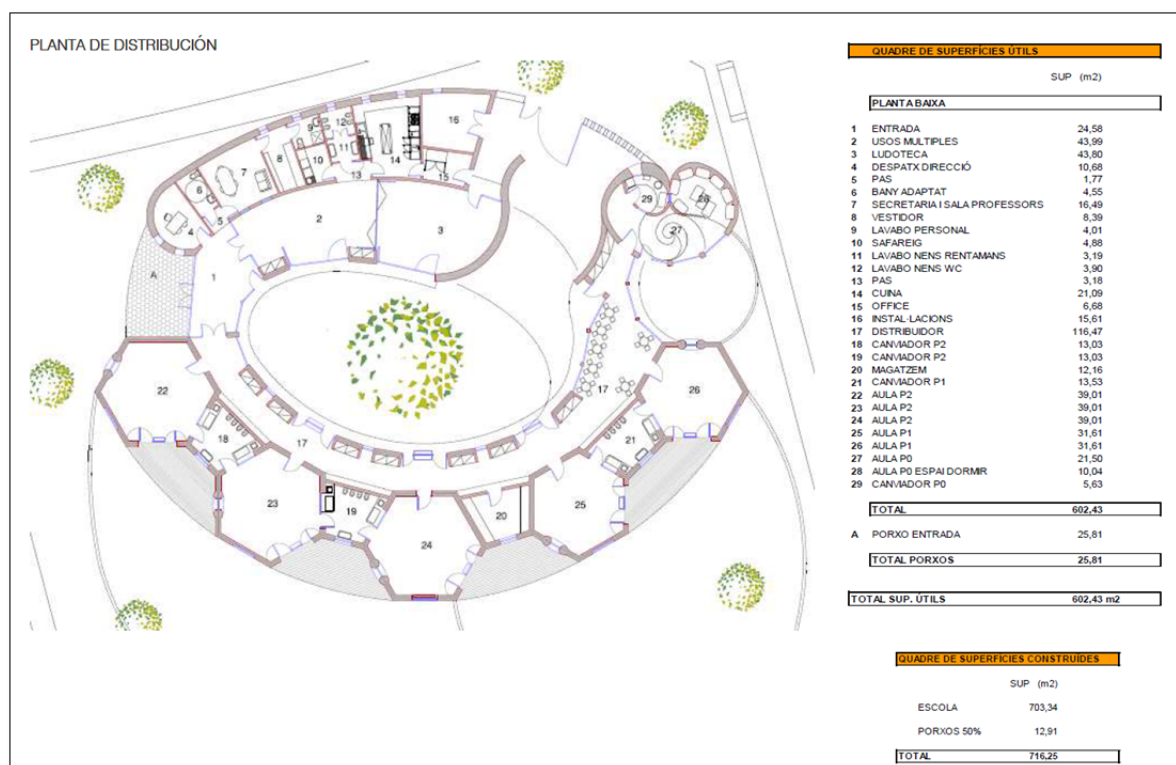 PLANTA DE DISTRIBUCIÓN
QUADRE DE SUPERFÍCIES ÚTILS
SUP (m2)
PLANTA BAIXA
1 ENTRADA 24,58
2 USOS MULTIPLES 43,99
3 LUDOTECA 43,80
4 DESPATX DIRECCIÓ 10,68
5 PAS 1,77
6 BANY ADAPTAT 4,55
7 SECRETARIA I SALA PROFESSORS 16,49
8 VESTIDOR 8,39
9 LAVABO PERSONAL 4,01
10 SAFAREIG 4,88
11 LAVABO NENS RENTAMANS 3,19
12 LAVABO NENS WC 3,90
13 PAS 3,18
14 CUINA 21,09
15 OFFICE 6,68
16 INSTAL·LACIONS 15,61
17 DISTRIBUIDOR 116,47
18 CANVIADOR P2 13,03
19 CANVIADOR P2 13,03
20 MAGATZEM 12,16
21 CANVIADOR P1 13,53
22 AULA P2 39,01
23 AULA P2 39,01
24 AULA P2 39,01
25 AULA P1 31,61
26 AULA P1 31,61
27 AULA P0 21,50
28 AULA P0 ESPAI DORMIR 10,04
29 CANVIADOR P0 5,63
TOTAL 602,43
A PORXO ENTRADA 25,81
TOTAL PORXOS 25,81
TOTAL SUP. ÚTILS 602,43 m2
QUADRE DE SUPERFÍCIES CONSTRUÏDES
SUP (m2)
ESCOLA 703,34
PORXOS 50% 12,91
TOTAL 716,25
9
12
16
11
8
10
14
7
13
15
6
5
4
2
3
29
28
27
A
1
22
17
26
18
17
21
23
19
20
25
24